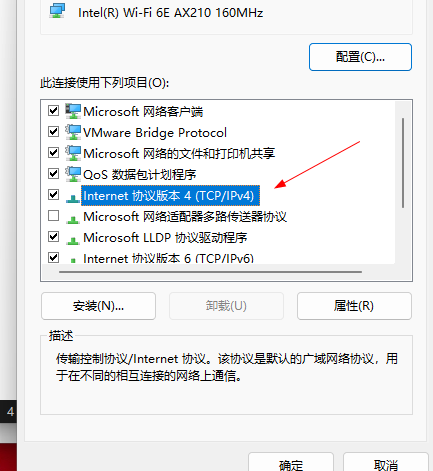 Intel(R) Wi-Fi 6E AX210 160MHz
配置(C)...
此连接使用下列项目(O):
Microsoft 网络客户端
VMware Bridge Protocol
Microsoft 网络的文件和打印机共享
QoS 数据包计划程序
Internet 协议版本 4 (TCP/IPv4)
Microsoft 网络适配器多路传送器协议
Microsoft LLDP 协议驱动程序
Internet 协议版本 6 (TCP/IPv6)
安装(N)...
卸载(U)
属性(R)
描述
传输控制协议/Internet 协议。该协议是默认的广域网络协议，用
于在不同的相互连接的网络上通信。
4
确定
取消